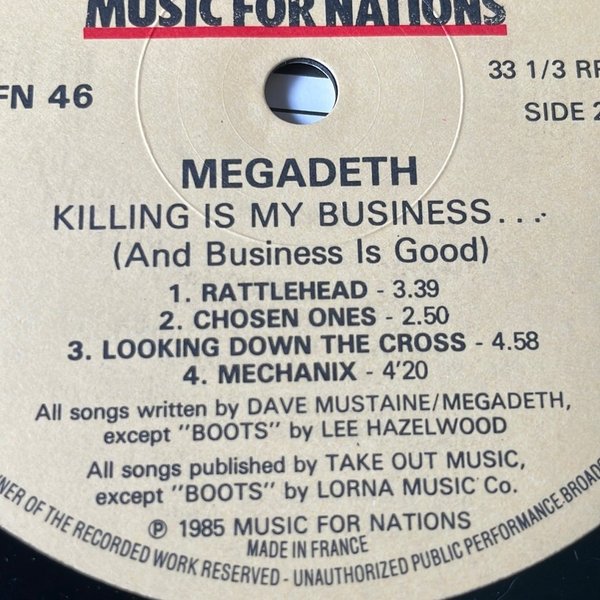 MUSIC FOR NATIONS
FN 46
33 1/3 RP
SIDE 2
MEGADETH
KILLING IS MY BUSINESS...
(And Business Is Good)
1. RATTLEHEAD - 3.39
2. CHOSEN ONES - 2.50
3. LOOKING DOWN THE CROSS - 4.58
4. MECHANIX - 4'20
All songs written by DAVE MUSTAINE/MEGADETH,
except "BOOTS" by LEE HAZELWOOD
All songs published by TAKE OUT MUSIC,
except "BOOTS" by LORNA MUSIC Co.
℗ 1985 MUSIC FOR NATIONS
MADE IN FRANCE
NER OF THE RECORDED WORK RESERVED - UNAUTHORIZED PUBLIC PERFORMANCE.BROADC